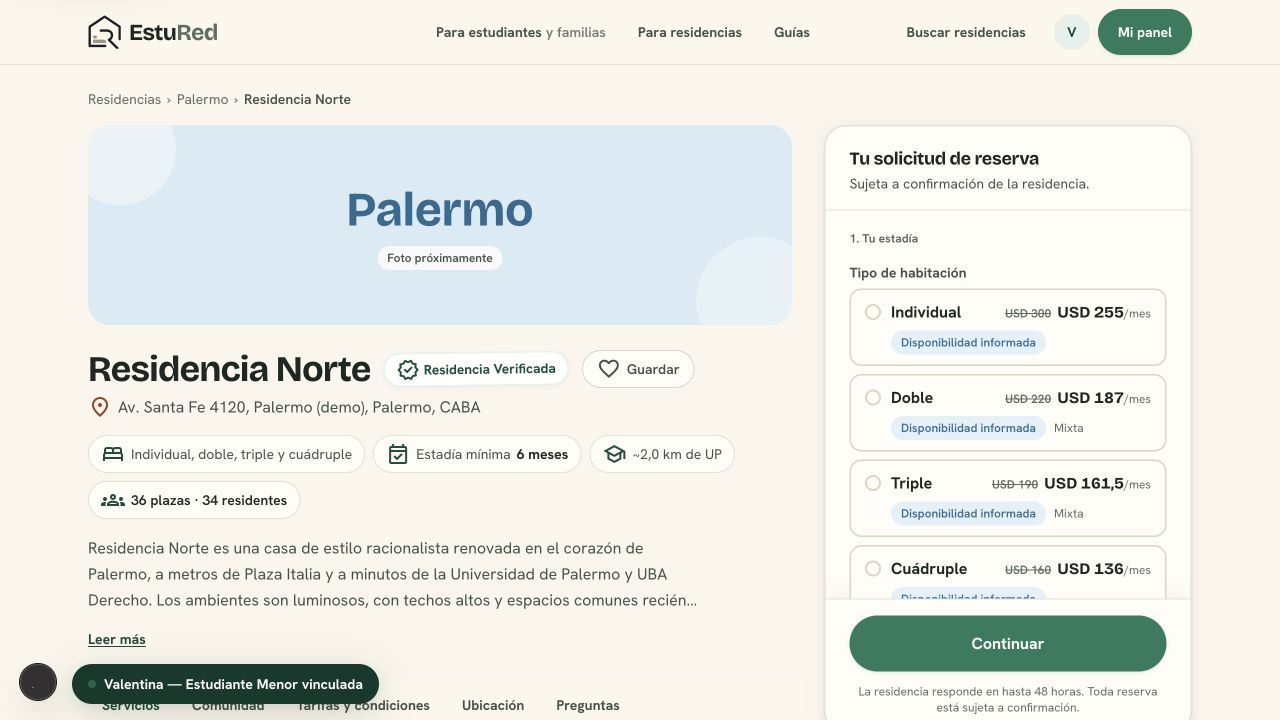 EstuRed
Para estudiantes y familias
Para residencias
Guías
Buscar residencias
V
Mi panel
Residencias › Palermo › Residencia Norte
Palermo
Foto próximamente
Residencia Norte
Residencia Verificada
Guardar
Av. Santa Fe 4120, Palermo (demo), Palermo, CABA
Individual, doble, triple y cuádruple
Estadía mínima 6 meses
~2,0 km de UP
36 plazas · 34 residentes
Residencia Norte es una casa de estilo racionalista renovada en el corazón de
Palermo, a metros de Plaza Italia y a minutos de la Universidad de Palermo y UBA
Derecho. Los ambientes son luminosos, con techos altos y espacios comunes recién...
Leer más
Valentina — Estudiante Menor vinculada
Servicios
Comunidad
Tarifas y condiciones
Ubicación
Preguntas
Tu solicitud de reserva
Sujeta a confirmación de la residencia.
1. Tu estadía
Tipo de habitación
Individual USD 300 USD 255/mes
Disponibilidad informada
Doble USD 220 USD 187/mes
Disponibilidad informada Mixta
Triple USD 190 USD 161,5/mes
Disponibilidad informada Mixta
Cuádruple USD 160 USD 136/mes
Disponibilidad informada
Continuar
La residencia responde en hasta 48 horas. Toda reserva
está sujeta a confirmación.